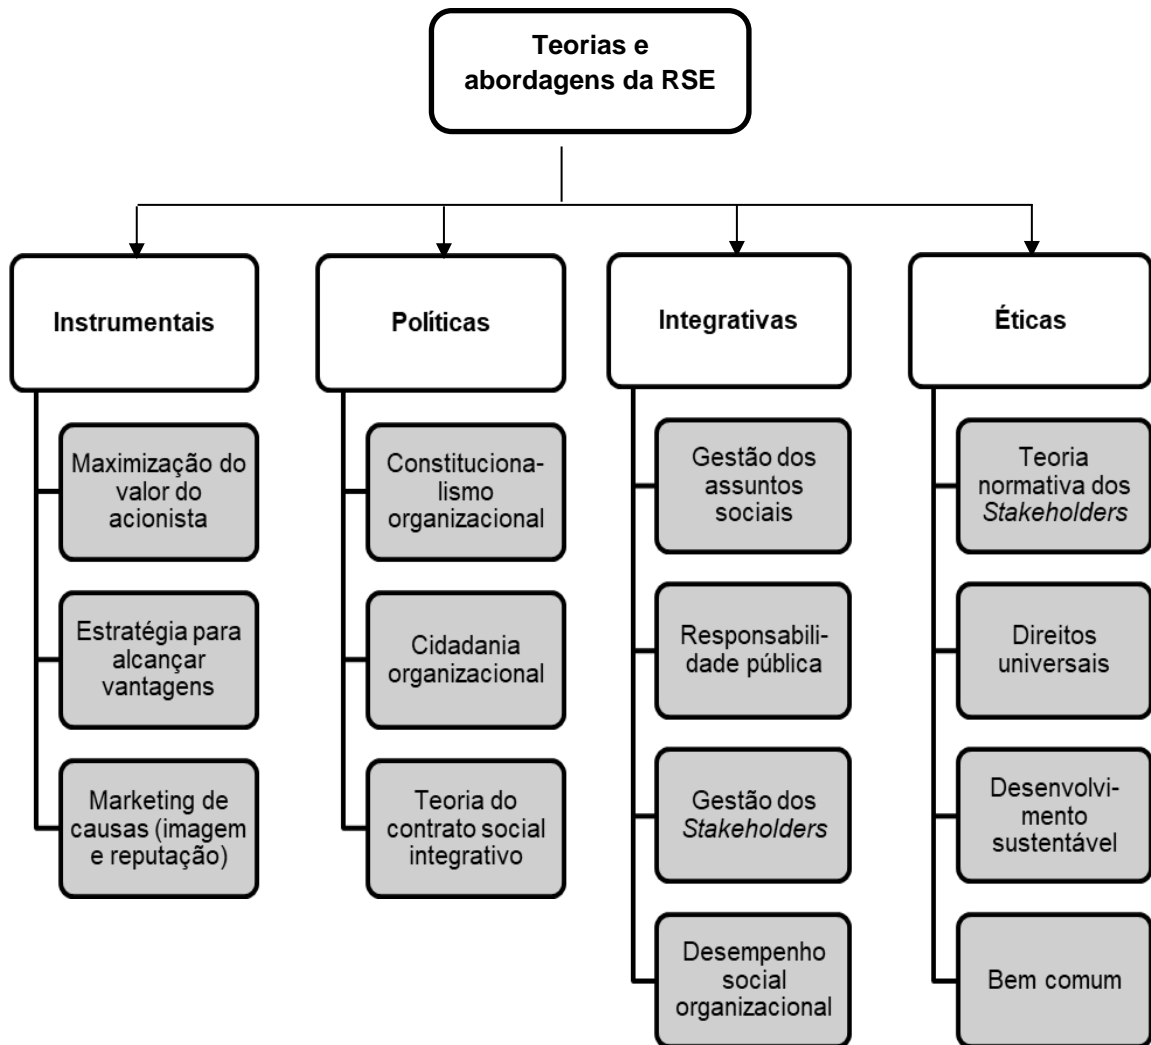 Teorias e
abordagens da RSE
Instrumentais
Políticas
Integrativas
Éticas
Maximização do
valor do
acionista
Estratégia para
alcançar
vantagens
Marketing de
causas (imagem
e reputação)
Constituciona-
lismo
organizacional
Cidadania
organizacional
Teoria do
contrato social
integrativo
Gestão dos
assuntos
sociais
Responsabili-
dade pública
Gestão dos
Stakeholders
Desempenho
social
organizacional
Teoria
normativa dos
Stakeholders
Direitos
universais
Desenvolvi-
mento
sustentável
Bem comum